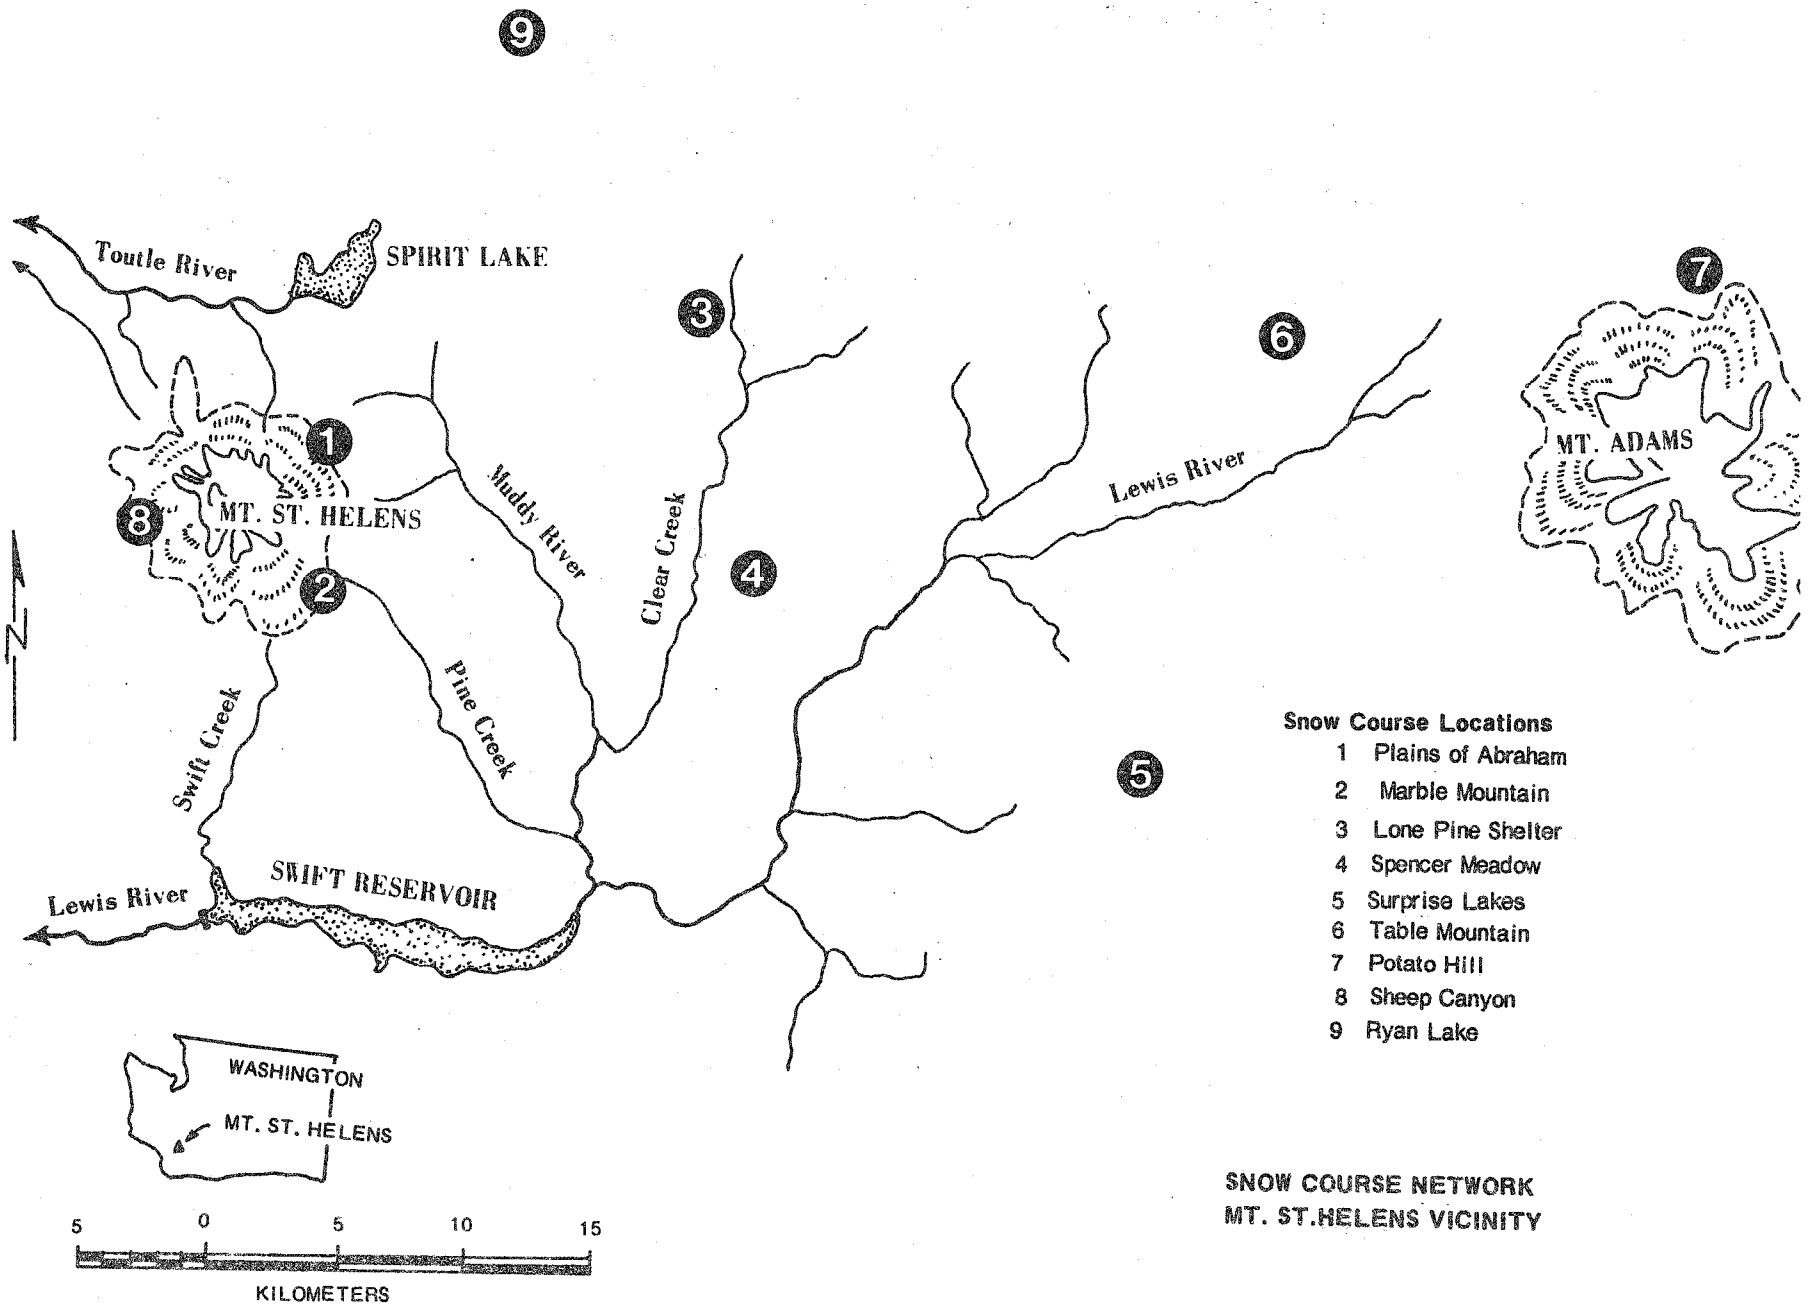 9
Toutle River
SPIRIT LAKE
7
3
6
1
MT. ADAMS
Lewis River
Muddy River
8
MT. ST. HELENS
Clear Creek
4
2
N
Pine Creek
Swift Creek
5
Snow Course Locations
1 Plains of Abraham
2 Marble Mountain
3 Lone Pine Shelter
4 Spencer Meadow
5 Surprise Lakes
6 Table Mountain
7 Potato Hill
8 Sheep Canyon
9 Ryan Lake
SWIFT RESERVOIR
Lewis River
WASHINGTON
MT. ST. HELENS
SNOW COURSE NETWORK
MT. ST.HELENS VICINITY
5 0 5 10 15
KILOMETERS